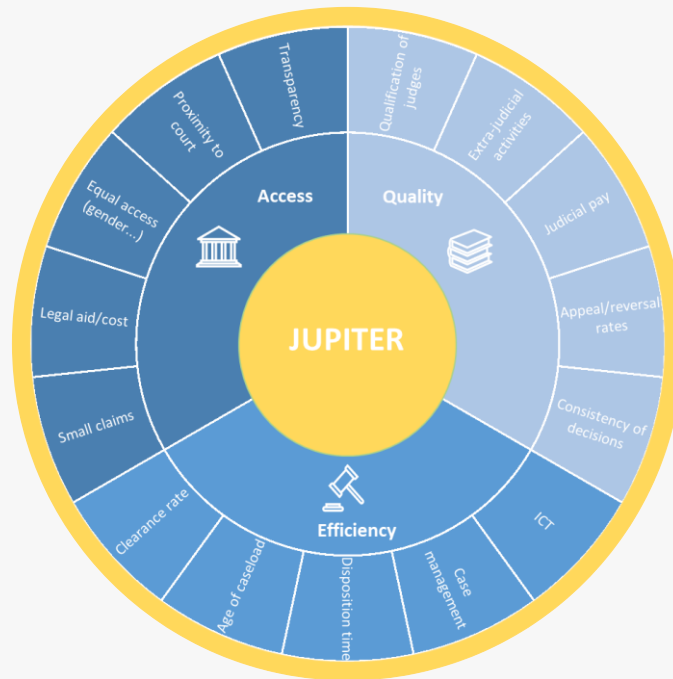 Transparency
Proximity to
court
Equal access
(gender...)
Legal aid/cost
Small claims
Access
Qualification of
judges
Extra-judicial
activities
Judicial pay
Appeal/reversal
rates
Consistency of
decisions
Quality
JUPITER
Efficiency
Clearance rate
Age of caseload
Disposition time
Case
management
ICT